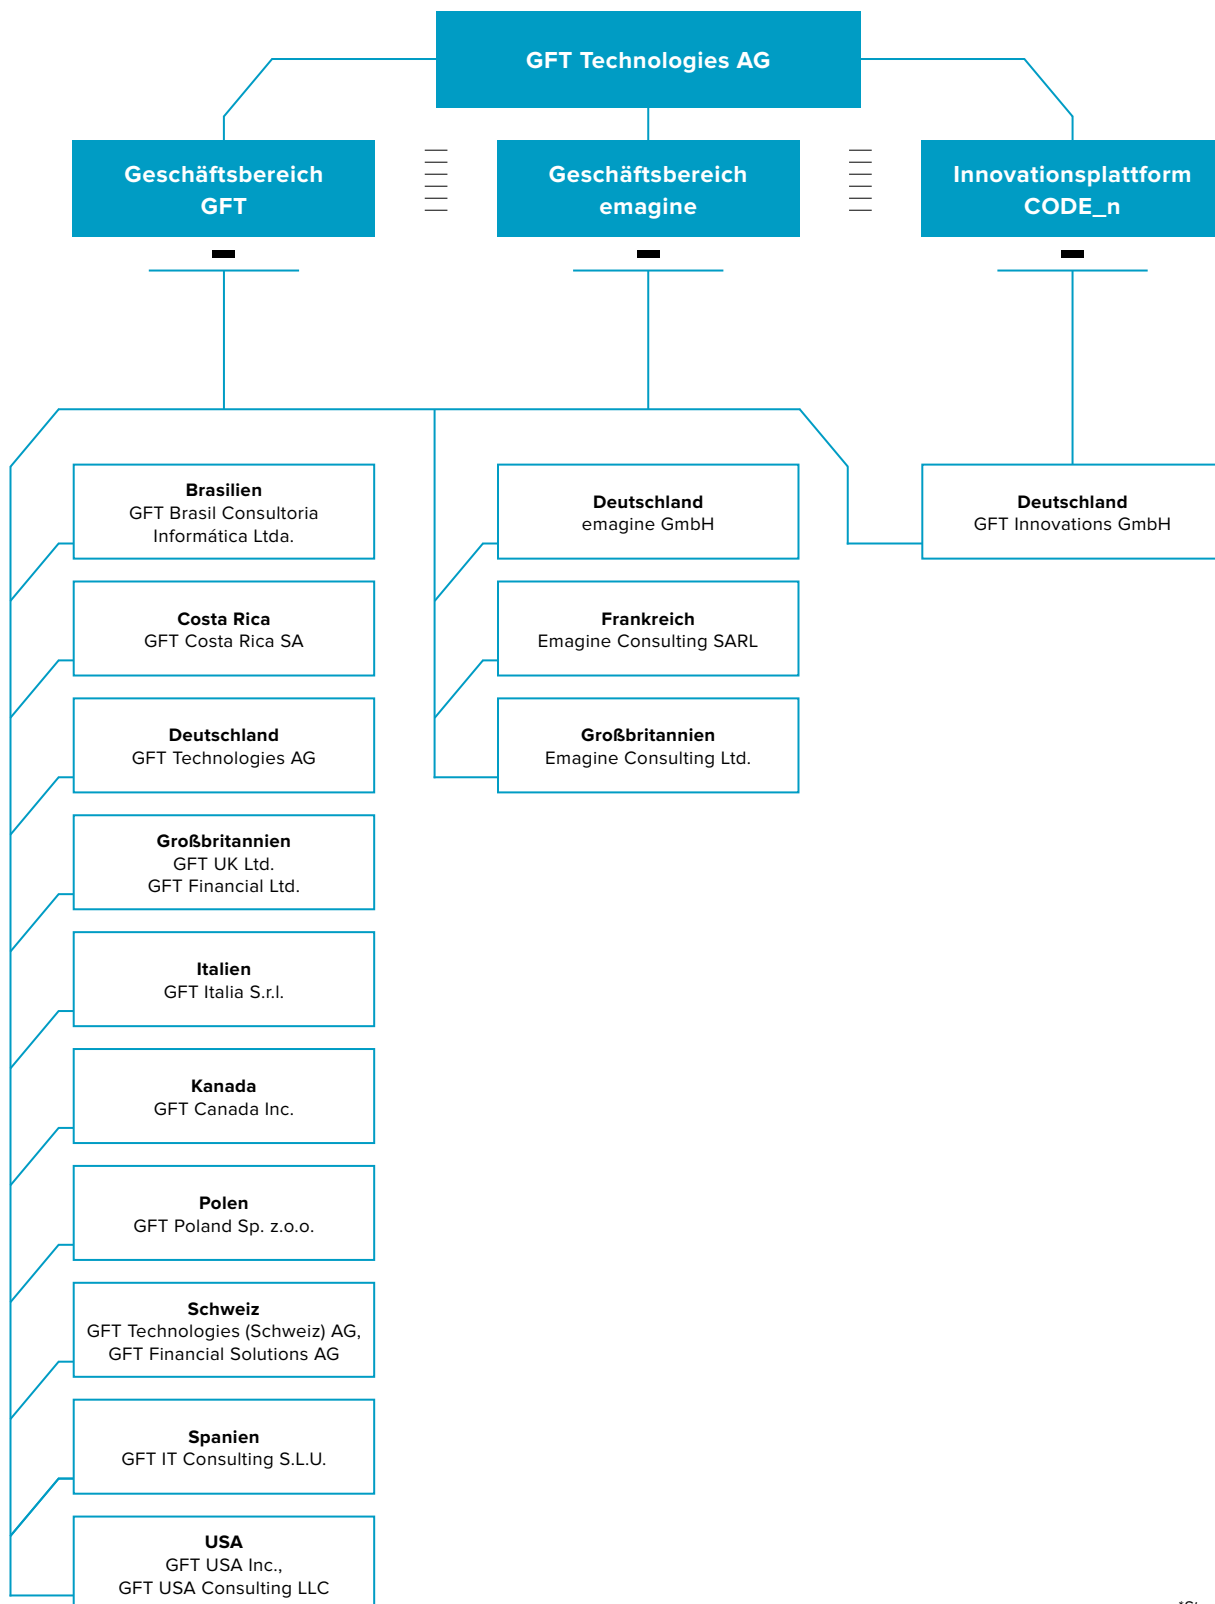 GFT Technologies AG
Geschäftsbereich
GFT
Geschäftsbereich
emagine
Innovationsplattform
CODE_n
Brasilien
GFT Brasil Consultoria
Informática Ltda.
Costa Rica
GFT Costa Rica SA
Deutschland
GFT Technologies AG
Großbritannien
GFT UK Ltd.
GFT Financial Ltd.
Italien
GFT Italia S.r.l.
Kanada
GFT Canada Inc.
Polen
GFT Poland Sp. z.o.o.
Schweiz
GFT Technologies (Schweiz) AG,
GFT Financial Solutions AG
Spanien
GFT IT Consulting S.L.U.
USA
GFT USA Inc.,
GFT USA Consulting LLC
Deutschland
emagine GmbH
Frankreich
Emagine Consulting SARL
Großbritannien
Emagine Consulting Ltd.
Deutschland
GFT Innovations GmbH